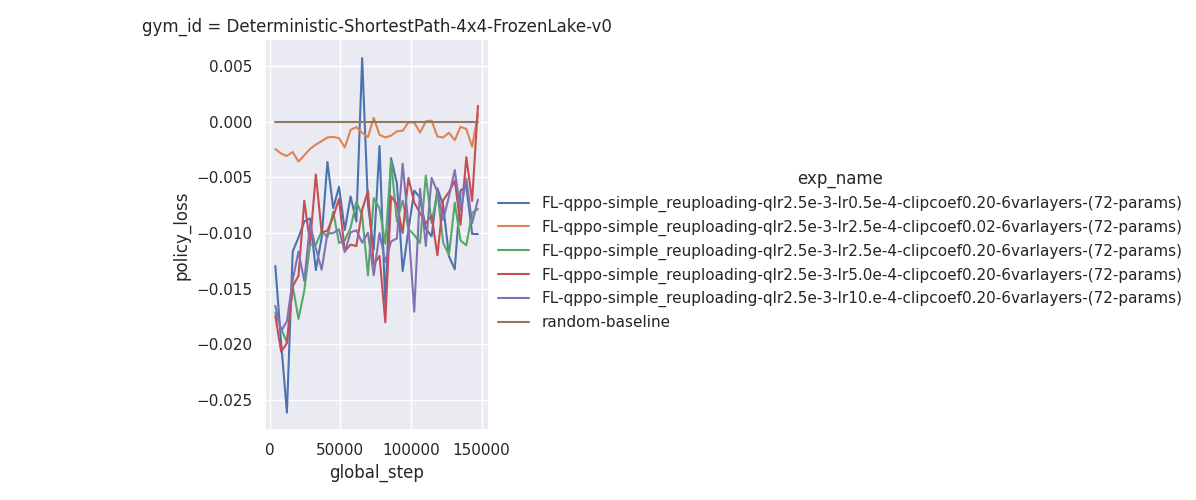 gym_id = Deterministic-ShortestPath-4x4-FrozenLake-v0
0.005
0.000
−0.005
−0.010
−0.015
−0.020
−0.025
policy_loss
0
50000
100000
150000
global_step
exp_name
FL-qppo-simple_reuploading-qlr2.5e-3-lr0.5e-4-clipcoef0.20-6varlayers-(72-params)
FL-qppo-simple_reuploading-qlr2.5e-3-lr2.5e-4-clipcoef0.02-6varlayers-(72-params)
FL-qppo-simple_reuploading-qlr2.5e-3-lr2.5e-4-clipcoef0.20-6varlayers-(72-params)
FL-qppo-simple_reuploading-qlr2.5e-3-lr5.0e-4-clipcoef0.20-6varlayers-(72-params)
FL-qppo-simple_reuploading-qlr2.5e-3-lr10.e-4-clipcoef0.20-6varlayers-(72-params)
random-baseline